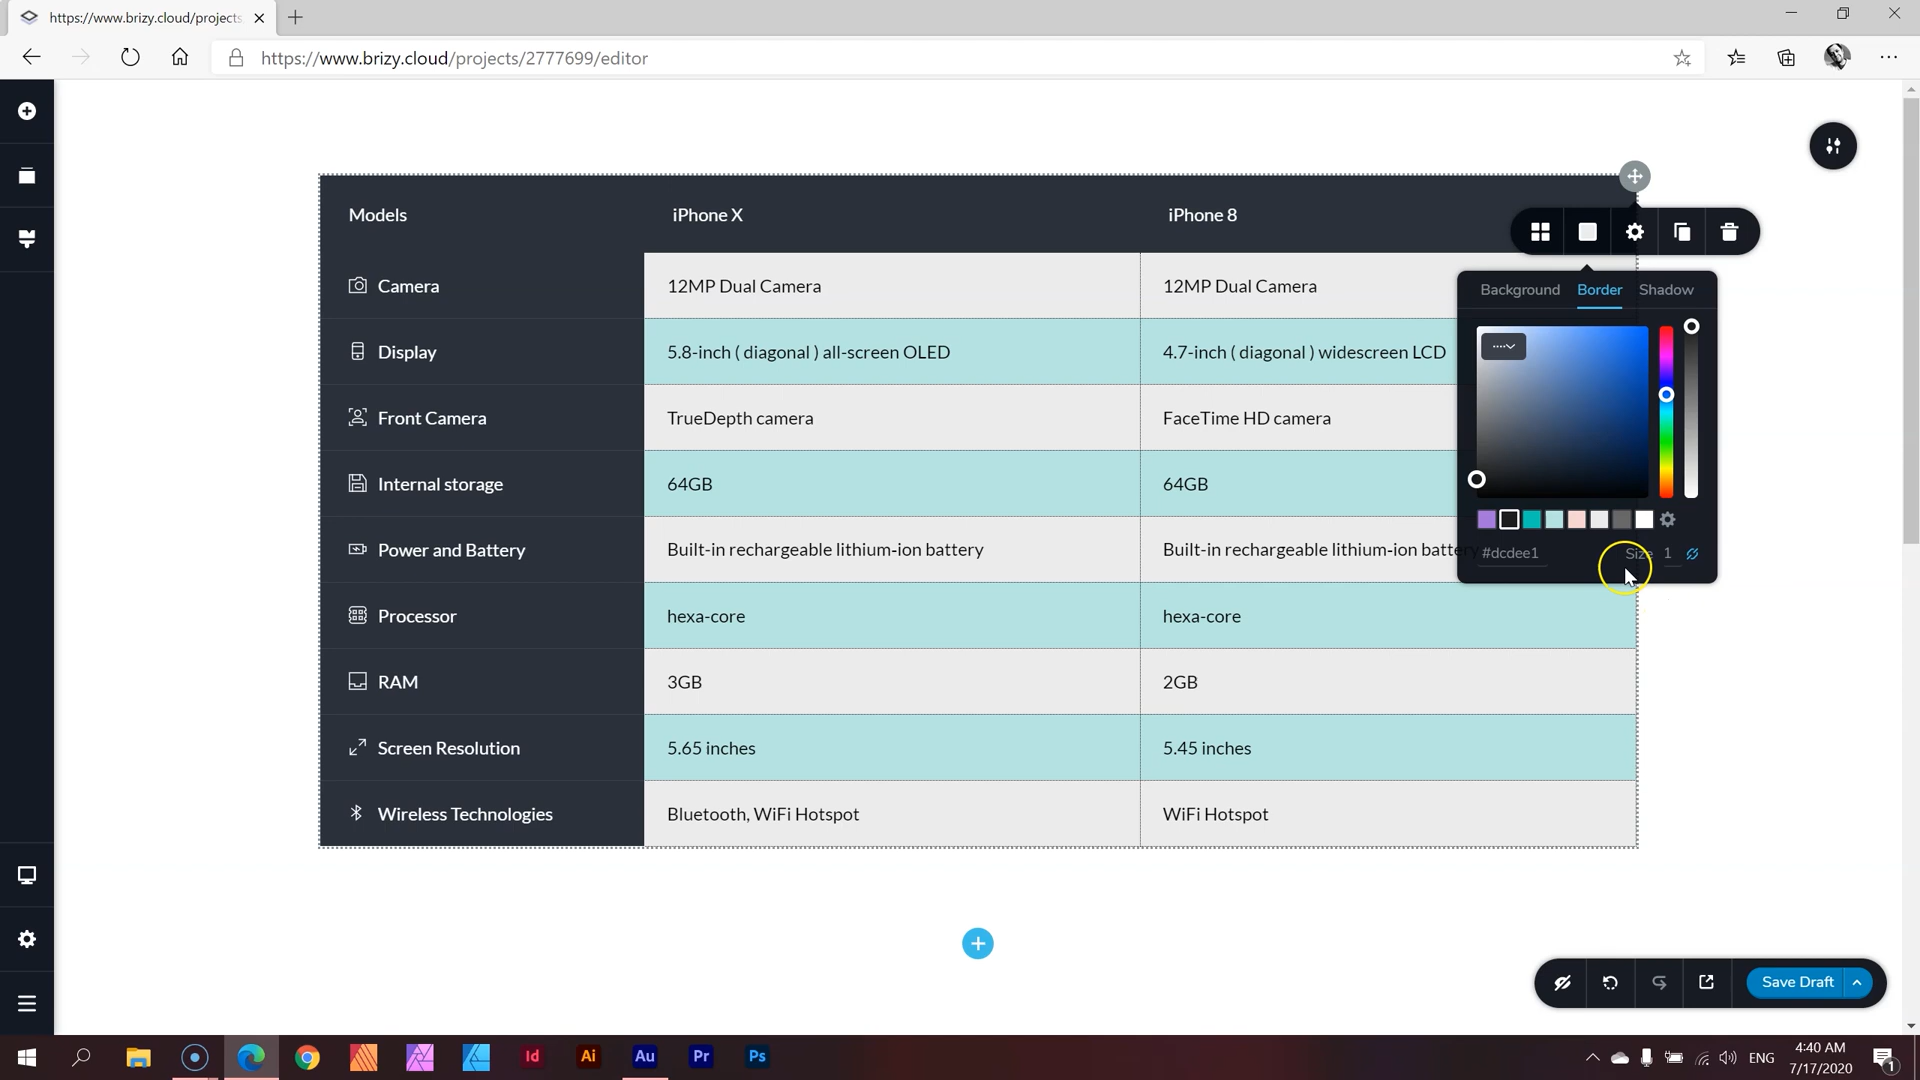 https://www.brizy.cloud/projects
https://www.brizy.cloud/projects/2777699/editor
Models iPhone X iPhone 8
Camera 12MP Dual Camera 12MP Dual Camera
Background Border Shadow
Display 5.8-inch ( diagonal ) all-screen OLED 4.7-inch ( diagonal ) widescreen LCD
Front Camera TrueDepth camera FaceTime HD camera
Internal storage 64GB 64GB
Power and Battery Built-in rechargeable lithium-ion battery Built-in rechargeable lithium-ion battery
#dcdee1 Size 1
Processor hexa-core hexa-core
RAM 3GB 2GB
Screen Resolution 5.65 inches 5.45 inches
Wireless Technologies Bluetooth, WiFi Hotspot WiFi Hotspot
Save Draft
Id Ai Au Pr Ps
ENG
4:40 AM
7/17/2020
1